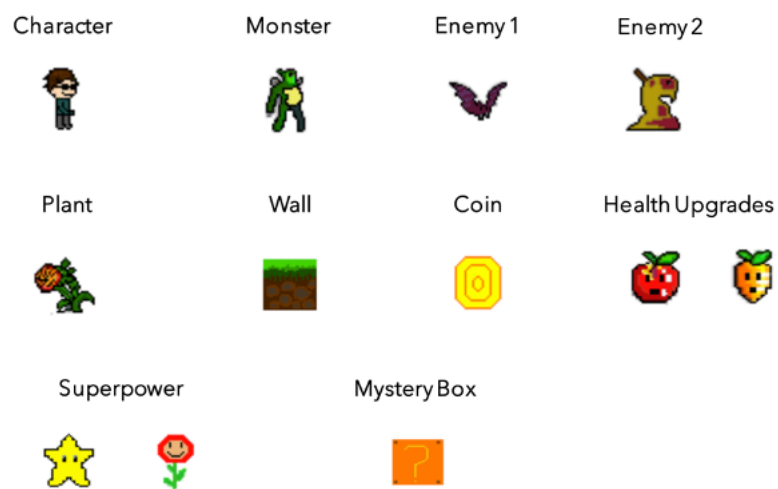 Character Monster Enemy 1 Enemy 2
Plant Wall Coin Health Upgrades
Superpower Mystery Box
?